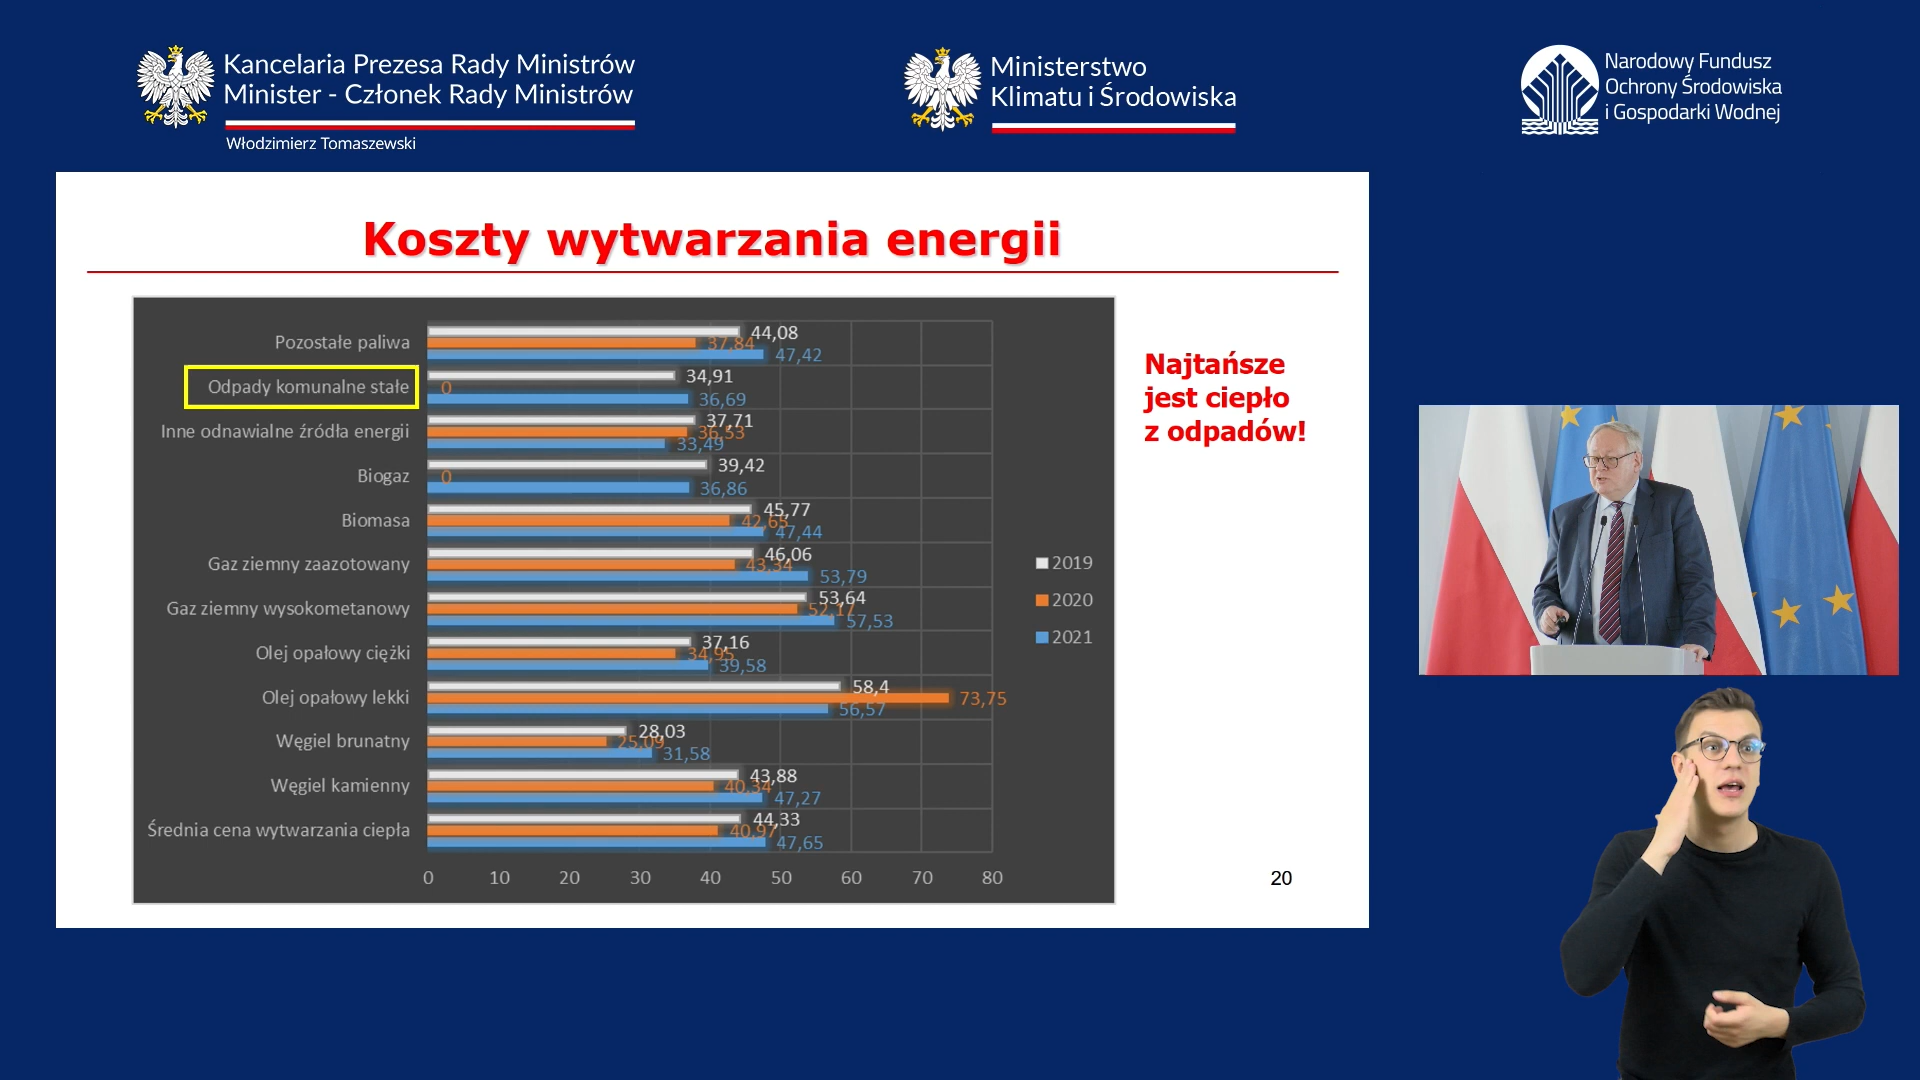 Kancelaria Prezesa Rady Ministrów
Minister - Członek Rady Ministrów
Włodzimierz Tomaszewski
Ministerstwo
Klimatu i Środowiska
Narodowy Fundusz
Ochrony Środowiska
i Gospodarki Wodnej
Koszty wytwarzania energii
Pozostałe paliwa
44,08
37,84
47,42
Odpady komunalne stałe
34,91
0
36,69
Inne odnawialne źródła energii
37,71
36,53
33,49
Biogaz
39,42
0
36,86
Biomasa
45,77
42,65
47,44
Gaz ziemny zaazotowany
46,06
43,34
53,79
Gaz ziemny wysokometanowy
53,64
52,17
57,53
Olej opałowy ciężki
37,16
34,95
39,58
Olej opałowy lekki
58,4
73,75
56,57
Węgiel brunatny
28,03
25,09
31,58
Węgiel kamienny
43,88
40,34
47,27
Średnia cena wytwarzania ciepła
44,33
40,97
47,65
0 10 20 30 40 50 60 70 80
2019
2020
2021
Najtańsze
jest ciepło
z odpadów!
20